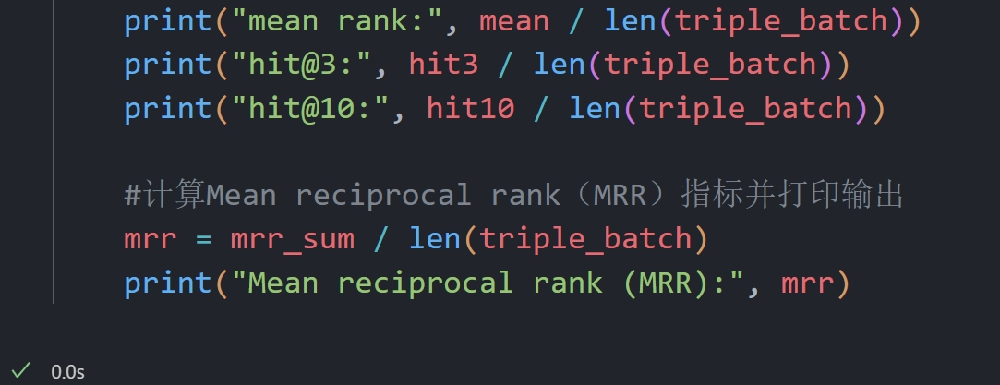 print("mean rank:", mean / len(triple_batch))
print("hit@3:", hit3 / len(triple_batch))
print("hit@10:", hit10 / len(triple_batch))
#计算Mean reciprocal rank（MRR）指标并打印输出
mrr = mrr_sum / len(triple_batch)
print("Mean reciprocal rank (MRR):", mrr)
0.0s